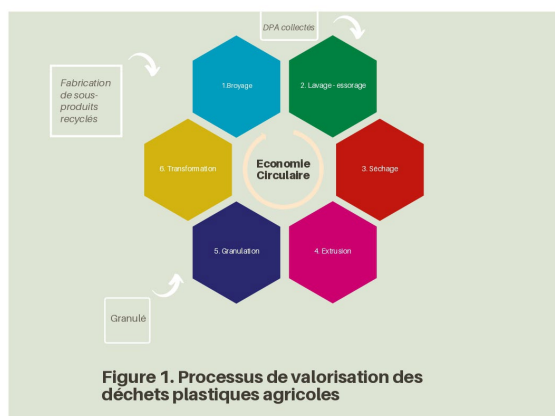 DPA collectés
Fabrication
de sous-
produits
recyclés
1.Broyage
2. Lavage - essorage
6. Transformation
Economie
Circulaire
3. Séchage
5. Granulation
4. Extrusion
Granulé
Figure 1. Processus de valorisation des
déchets plastiques agricoles